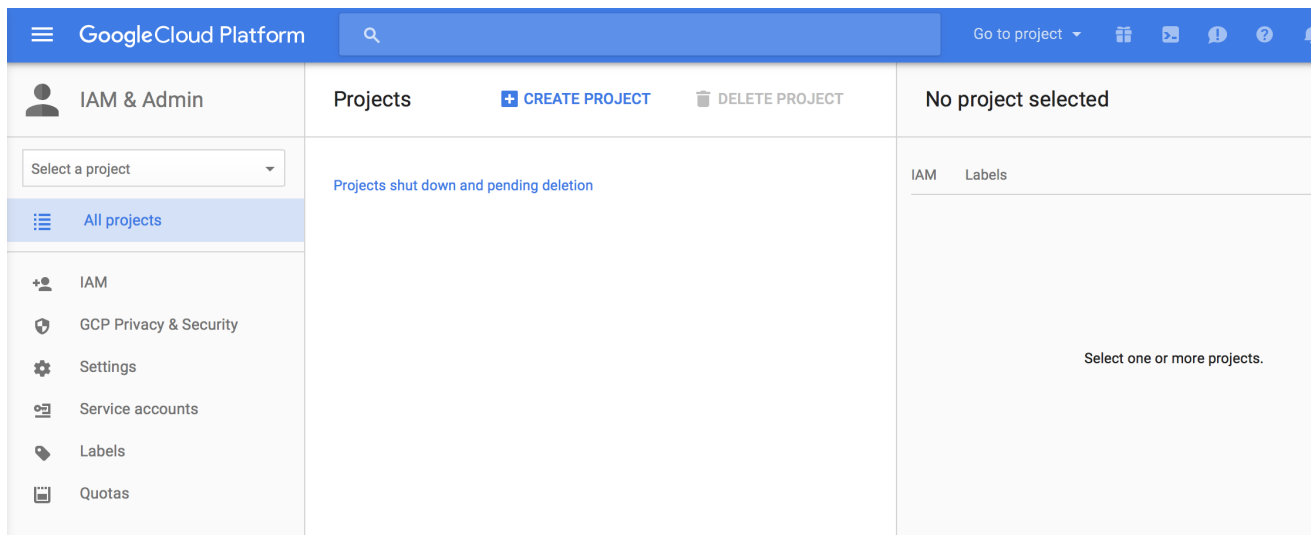 Google Cloud Platform
Go to project
IAM & Admin
Projects
CREATE PROJECT
DELETE PROJECT
No project selected
Select a project
Projects shut down and pending deletion
IAM
Labels
All projects
IAM
GCP Privacy & Security
Settings
Select one or more projects.
Service accounts
Labels
Quotas